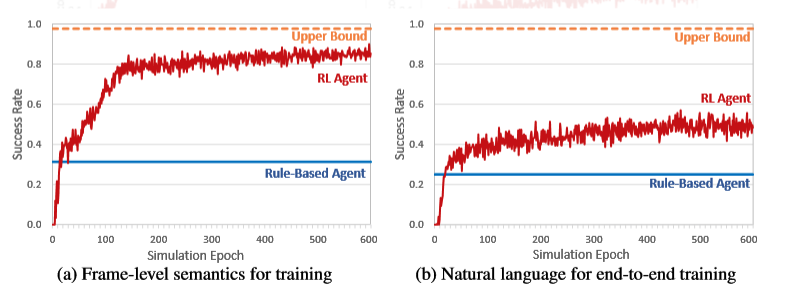 1.0
0.8
0.6
0.4
0.2
0.0
Success Rate
Upper Bound
RL Agent
Rule-Based Agent
0 100 200 300 400 500 600
Simulation Epoch
(a) Frame-level semantics for training
1.0
0.8
0.6
0.4
0.2
0.0
Success Rate
Upper Bound
RL Agent
Rule-Based Agent
0 100 200 300 400 500 600
Simulation Epoch
(b) Natural language for end-to-end training